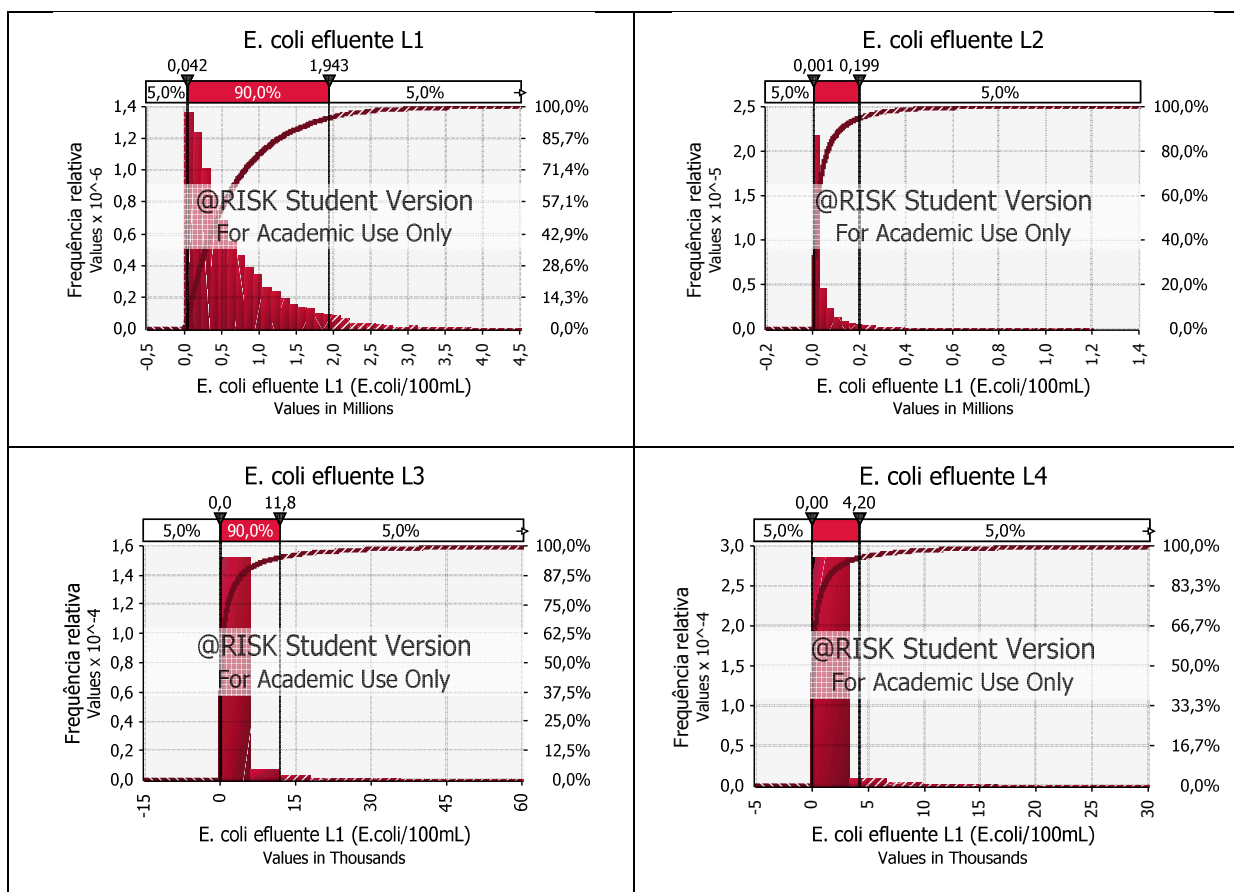 E. coli efluente L1
0,042 1,943
5,0% 90,0% 5,0%
1,4 100,0%
1,2 85,7%
1,0 71,4%
0,8 57,1%
0,6 42,9%
0,4 28,6%
0,2 14,3%
0,0 0,0%
Frequência relativa
Values x 10^-6
@RISK Student Version
For Academic Use Only
-0,5 0,0 0,5 1,0 1,5 2,0 2,5 3,0 3,5 4,0 4,5
E. coli efluente L1 (E.coli/100mL)
Values in Millions
E. coli efluente L2
0,001 0,199
5,0% 5,0%
2,5 100,0%
2,0 80,0%
1,5 60,0%
1,0 40,0%
0,5 20,0%
0,0 0,0%
Frequência relativa
Values x 10^-5
@RISK Student Version
For Academic Use Only
-0,2 0,0 0,2 0,4 0,6 0,8 1,0 1,2 1,4
E. coli efluente L1 (E.coli/100mL)
Values in Millions
E. coli efluente L3
0,0 11,8
5,0% 90,0% 5,0%
1,6 100,0%
1,4 87,5%
1,2 75,0%
1,0 62,5%
0,8 50,0%
0,6 37,5%
0,4 25,0%
0,2 12,5%
0,0 0,0%
Frequência relativa
Values x 10^-4
@RISK Student Version
For Academic Use Only
-15 0 15 30 45 60
E. coli efluente L1 (E.coli/100mL)
Values in Thousands
E. coli efluente L4
0,00 4,20
5,0% 5,0%
3,0 100,0%
2,5 83,3%
2,0 66,7%
1,5 50,0%
1,0 33,3%
0,5 16,7%
0,0 0,0%
Frequência relativa
Values x 10^-4
@RISK Student Version
For Academic Use Only
-5 0 5 10 15 20 25 30
E. coli efluente L1 (E.coli/100mL)
Values in Thousands